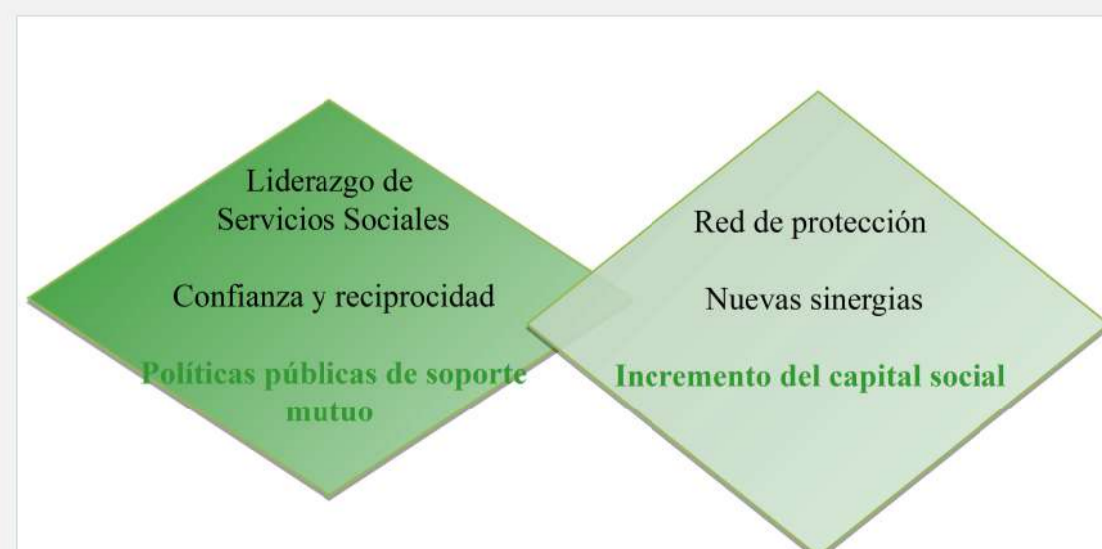 Liderazgo de
Servicios Sociales
Confianza y reciprocidad
Políticas públicas de soporte
mutuo
Red de protección
Nuevas sinergias
Incremento del capital social